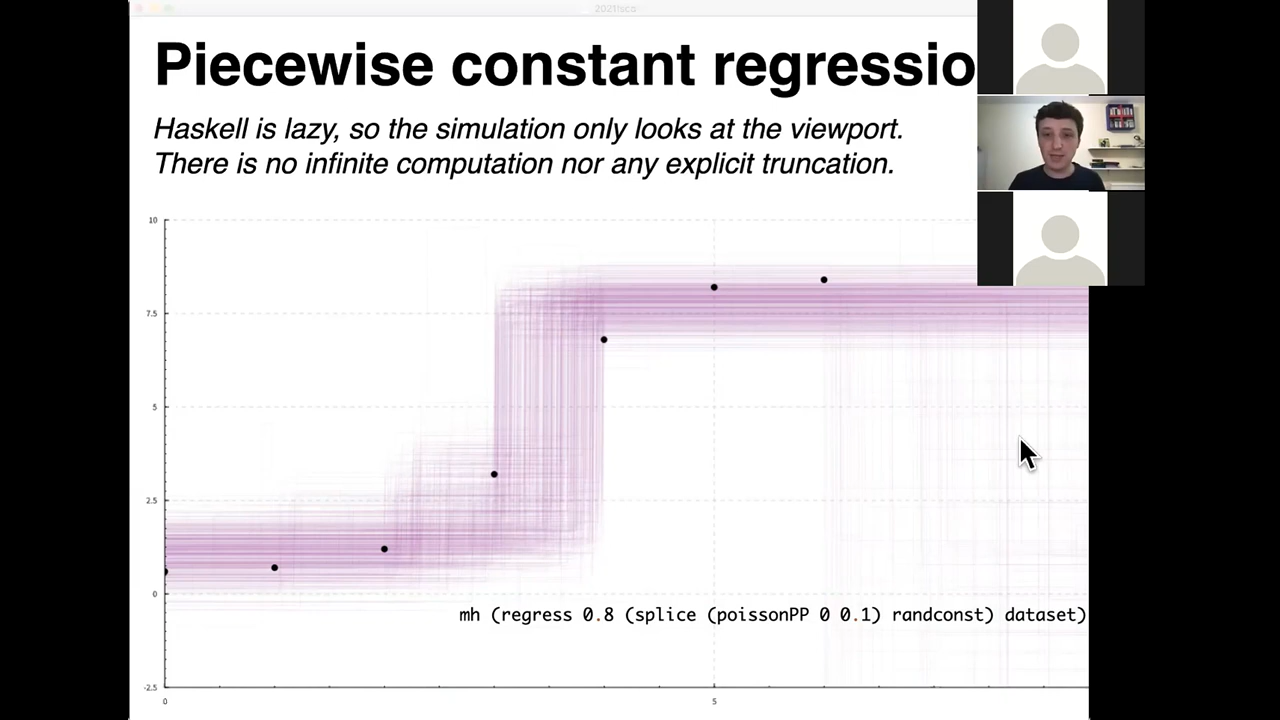 2021fsca
Piecewise constant regressio
Haskell is lazy, so the simulation only looks at the viewport.
There is no infinite computation nor any explicit truncation.
10
7.5
5
2.5
0
mh (regress 0.8 (splice (poissonPP 0 0.1) randconst) dataset)
-2.5
0
5